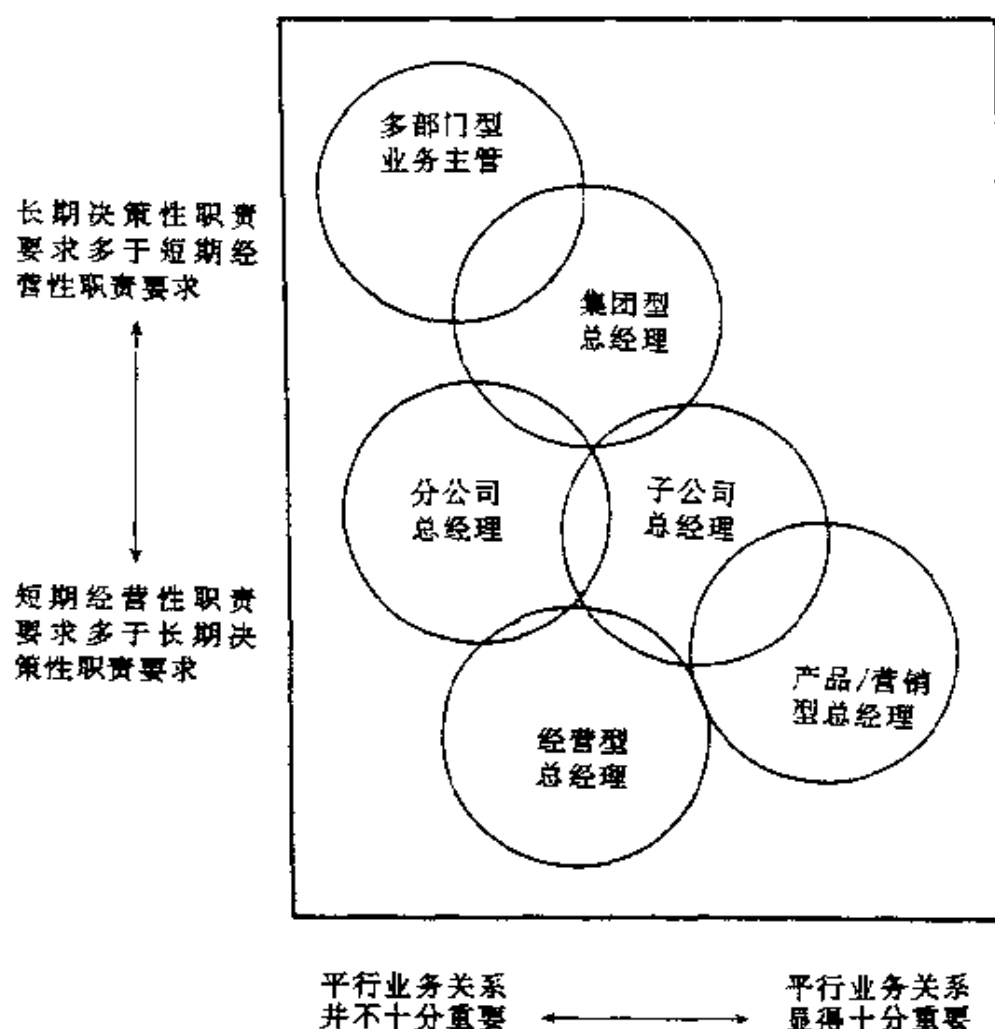 多部门型
业务主管
长期决策性职责
要求多于短期经
营性职责要求
集团型
总经理
分公司
总经理
子公司
总经理
短期经营性职责
要求多于长期决
策性职责要求
产品/营销
型总经理
经营型
总经理
平行业务关系
并不十分重要
平行业务关系
显得十分重要